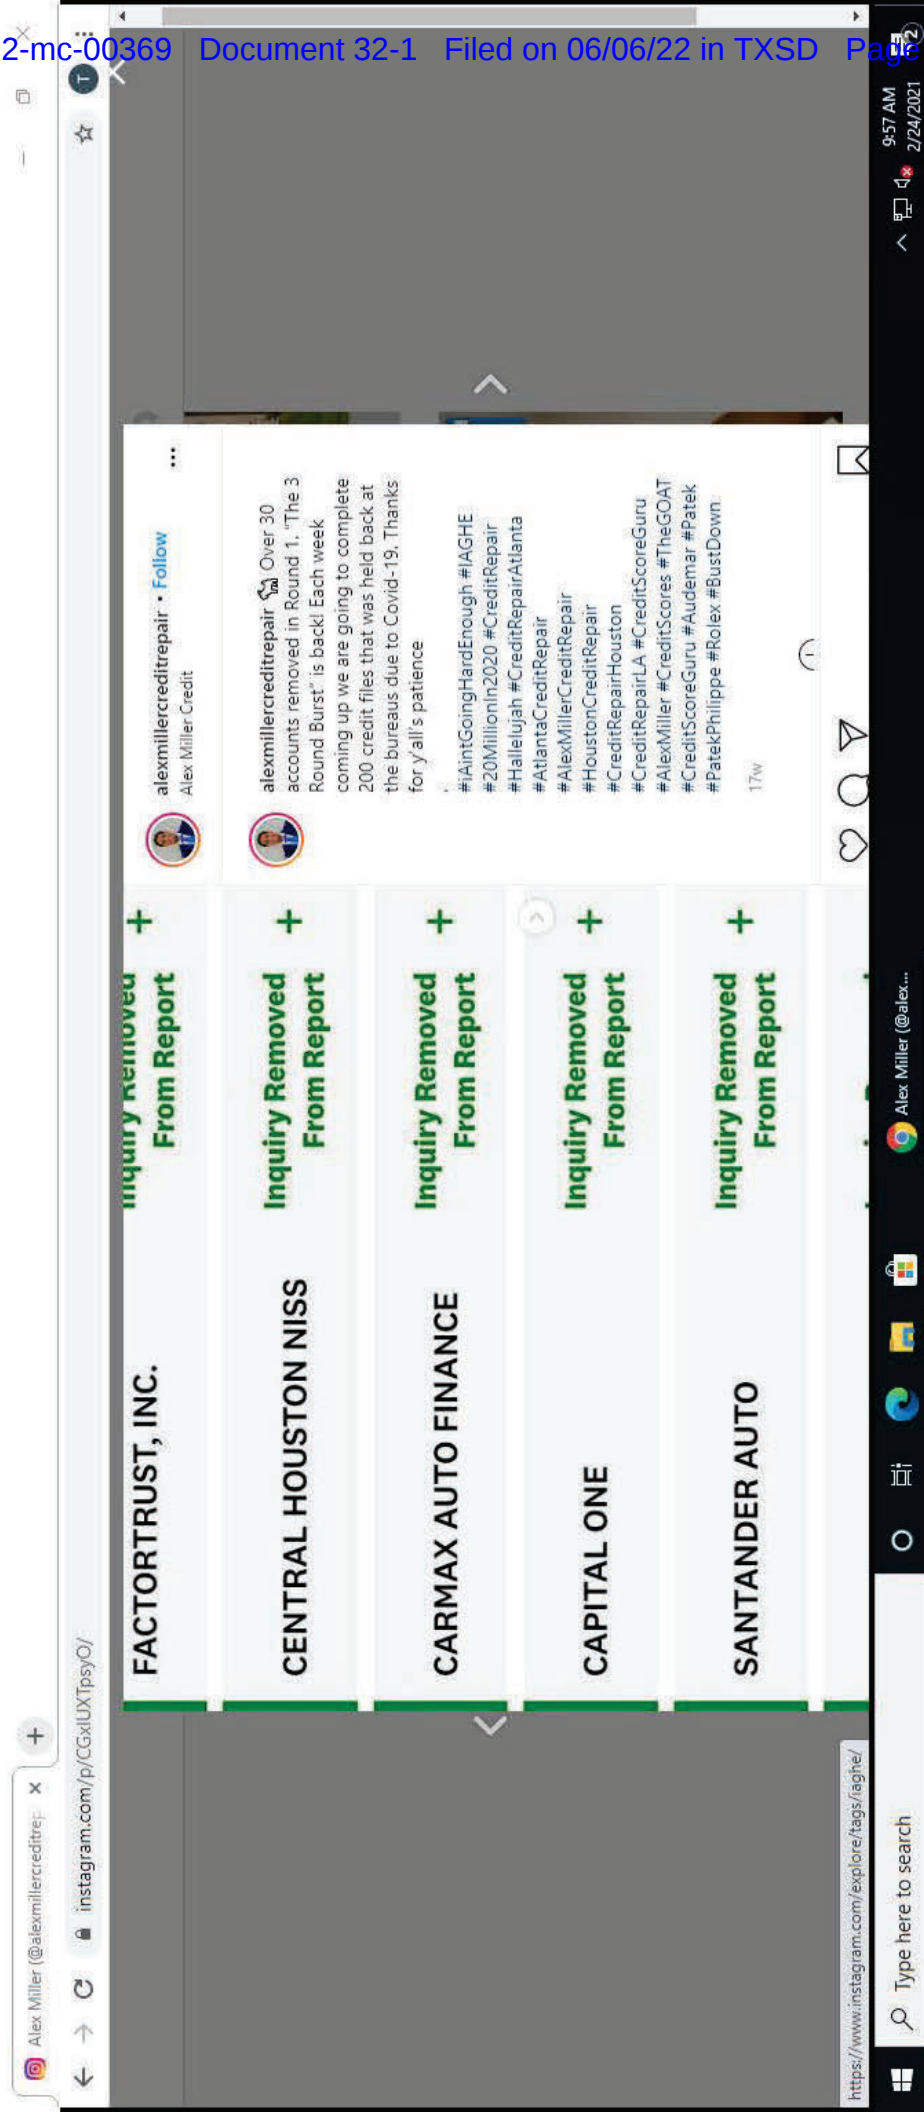 2-mc-00369 Document 32-1 Filed on 06/06/22 in TXSD Page
Alex Miller (@alexmillercreditrep
instagram.com/p/CGxIUXTpsyO/
T
FACTORTRUST, INC.
Inquiry Removed
From Report
+
CENTRAL HOUSTON NISS
Inquiry Removed
From Report
+
CARMAX AUTO FINANCE
Inquiry Removed
From Report
+
CAPITAL ONE
Inquiry Removed
From Report
+
SANTANDER AUTO
Inquiry Removed
From Report
+
alexmillercreditrepair • Follow
Alex Miller Credit
alexmillercreditrepair 🐪 Over 30
accounts removed in Round 1. "The 3
Round Burst" is back! Each week
coming up we are going to complete
200 credit files that was held back at
the bureaus due to Covid-19. Thanks
for y'all's patience
.
#iAintGoingHardEnough #IAGHE
#20MillionIn2020 #CreditRepair
#Hallelujah #CreditRepairAtlanta
#AtlantaCreditRepair
#AlexMillerCreditRepair
#HoustonCreditRepair
#CreditRepairHouston
#CreditRepairLA #CreditScoreGuru
#AlexMiller #CreditScores #TheGOAT
#CreditScoreGuru #Audemar #Patek
#PatekPhilippe #Rolex #BustDown
17w
https://www.instagram.com/explore/tags/iaghe/
Type here to search
Alex Miller (@alex...
9:57 AM
2/24/2021
2